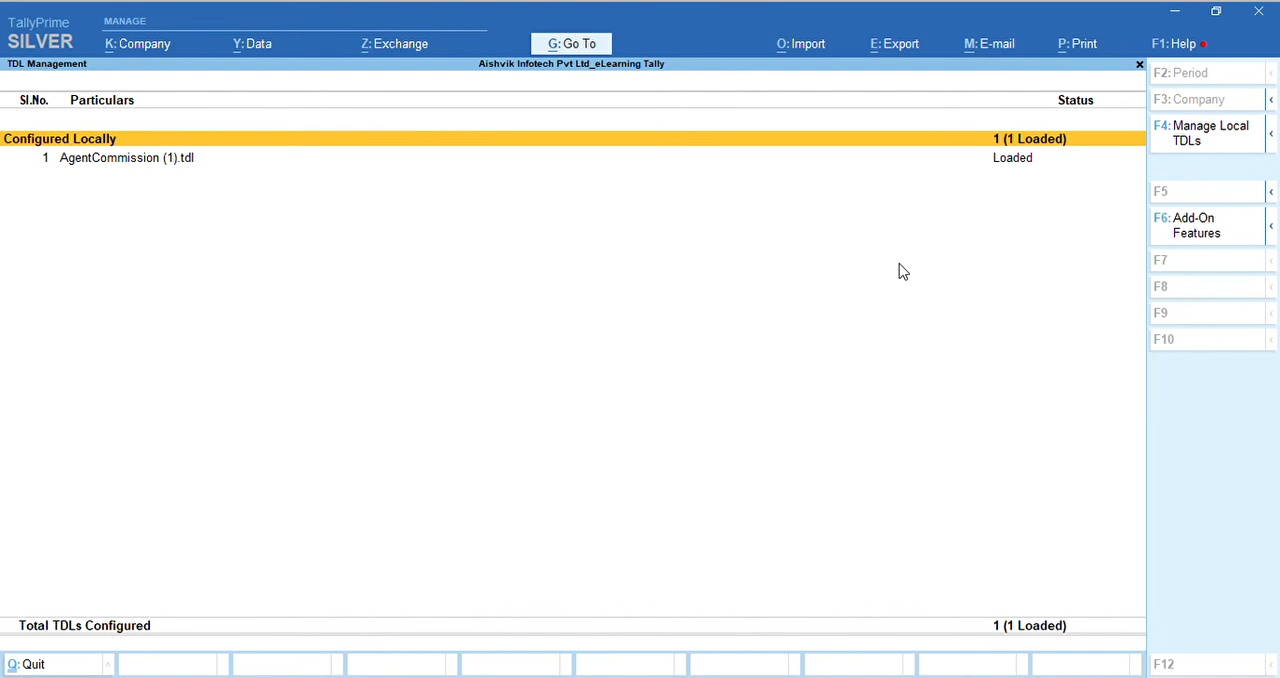 TallyPrime
SILVER
MANAGE
K: Company
Y: Data
Z: Exchange
G: Go To
O: Import
E: Export
M: E-mail
P: Print
F1: Help
TDL Management
Aishvik Infotech Pvt Ltd_eLearning Tally
F2: Period
F3: Company
F4: Manage Local
TDLs
F5
F6: Add-On
Features
F7
F8
F9
F10
F12
Sl.No. Particulars Status
Configured Locally 1 (1 Loaded)
1 AgentCommission (1).tdl Loaded
Total TDLs Configured 1 (1 Loaded)
Q: Quit